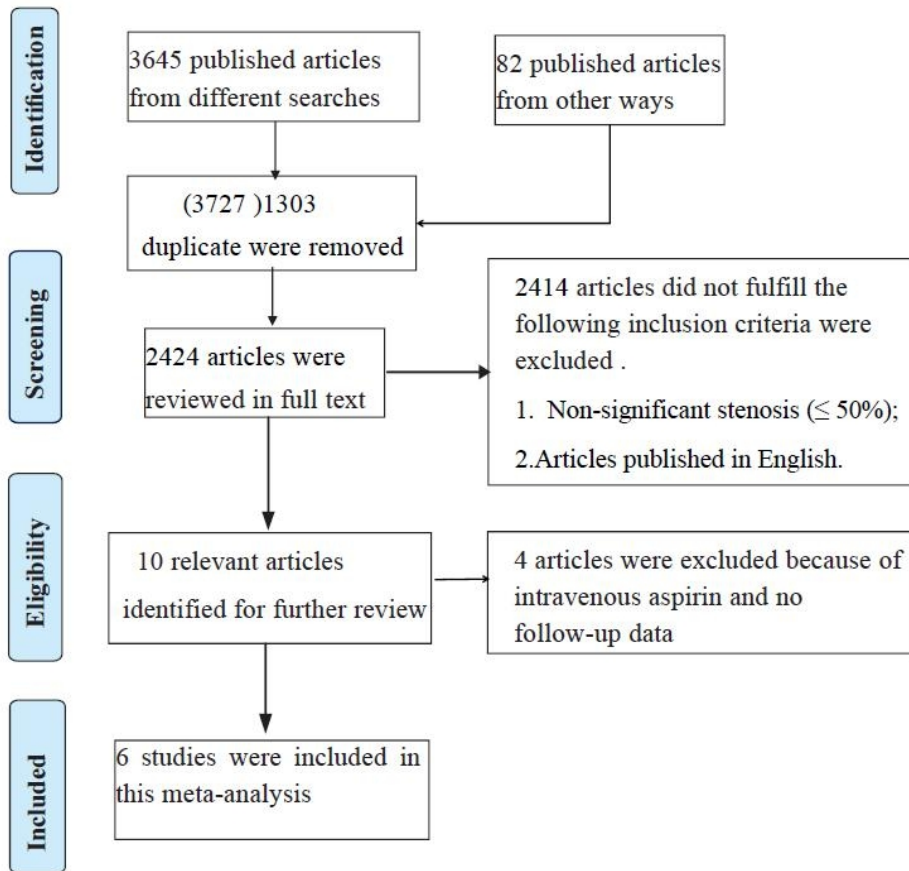 Identification
3645 published articles
from different searches
82 published articles
from other ways
(3727 )1303
duplicate were removed
Screening
2424 articles were
reviewed in full text
2414 articles did not fulfill the
following inclusion criteria were
excluded .
1. Non-significant stenosis (≤ 50%);
2.Articles published in English.
Eligibility
10 relevant articles
identified for further review
4 articles were excluded because of
intravenous aspirin and no
follow-up data
Included
6 studies were included in
this meta-analysis